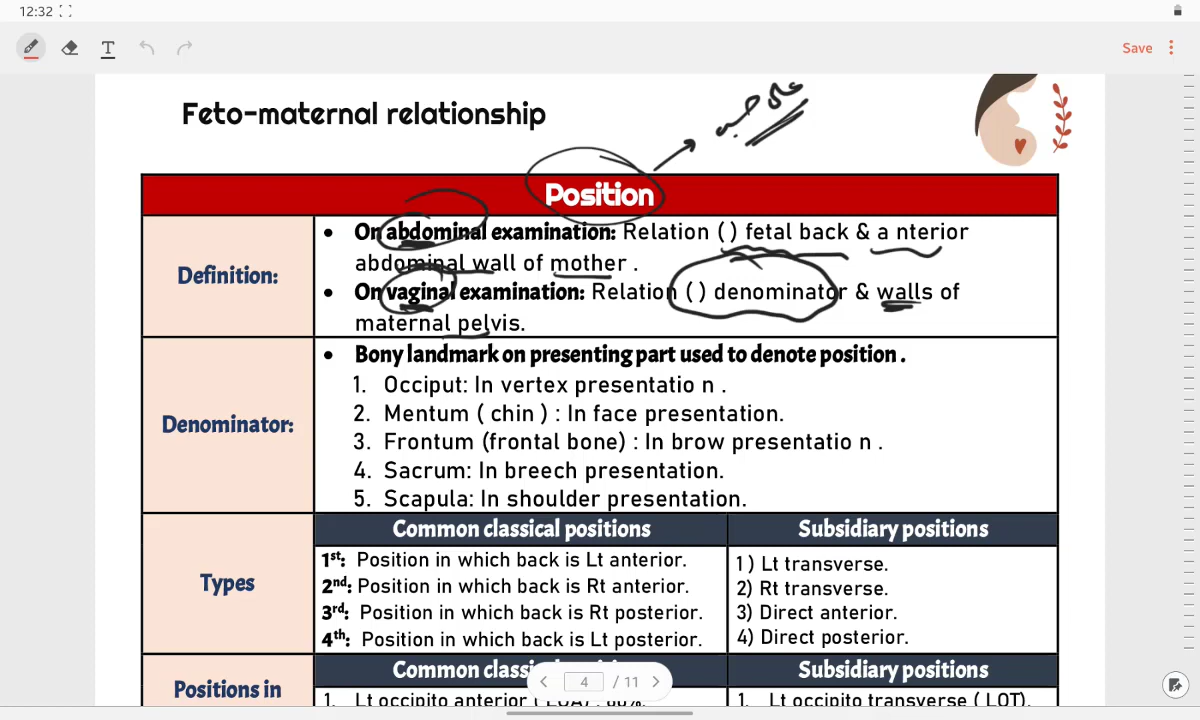 12:32
T
Save
Feto-maternal relationship
Position
Definition:
• On abdominal examination: Relation ( ) fetal back & a nterior
abdominal wall of mother .
• On vaginal examination: Relation ( ) denominator & walls of
maternal pelvis.
Denominator:
• Bony landmark on presenting part used to denote position .
1. Occiput: In vertex presentatio n .
2. Mentum ( chin ) : In face presentation.
3. Frontum (frontal bone) : In brow presentatio n .
4. Sacrum: In breech presentation.
5. Scapula: In shoulder presentation.
Types
Common classical positions
1st: Position in which back is Lt anterior.
2nd: Position in which back is Rt anterior.
3rd: Position in which back is Rt posterior.
4th: Position in which back is Lt posterior.
Subsidiary positions
1 ) Lt transverse.
2) Rt transverse.
3) Direct anterior.
4) Direct posterior.
Positions in
Common
Subsidiary positions
1. Lt occipito anterior
1. Lt occipito transverse ( LOT).
4 / 11